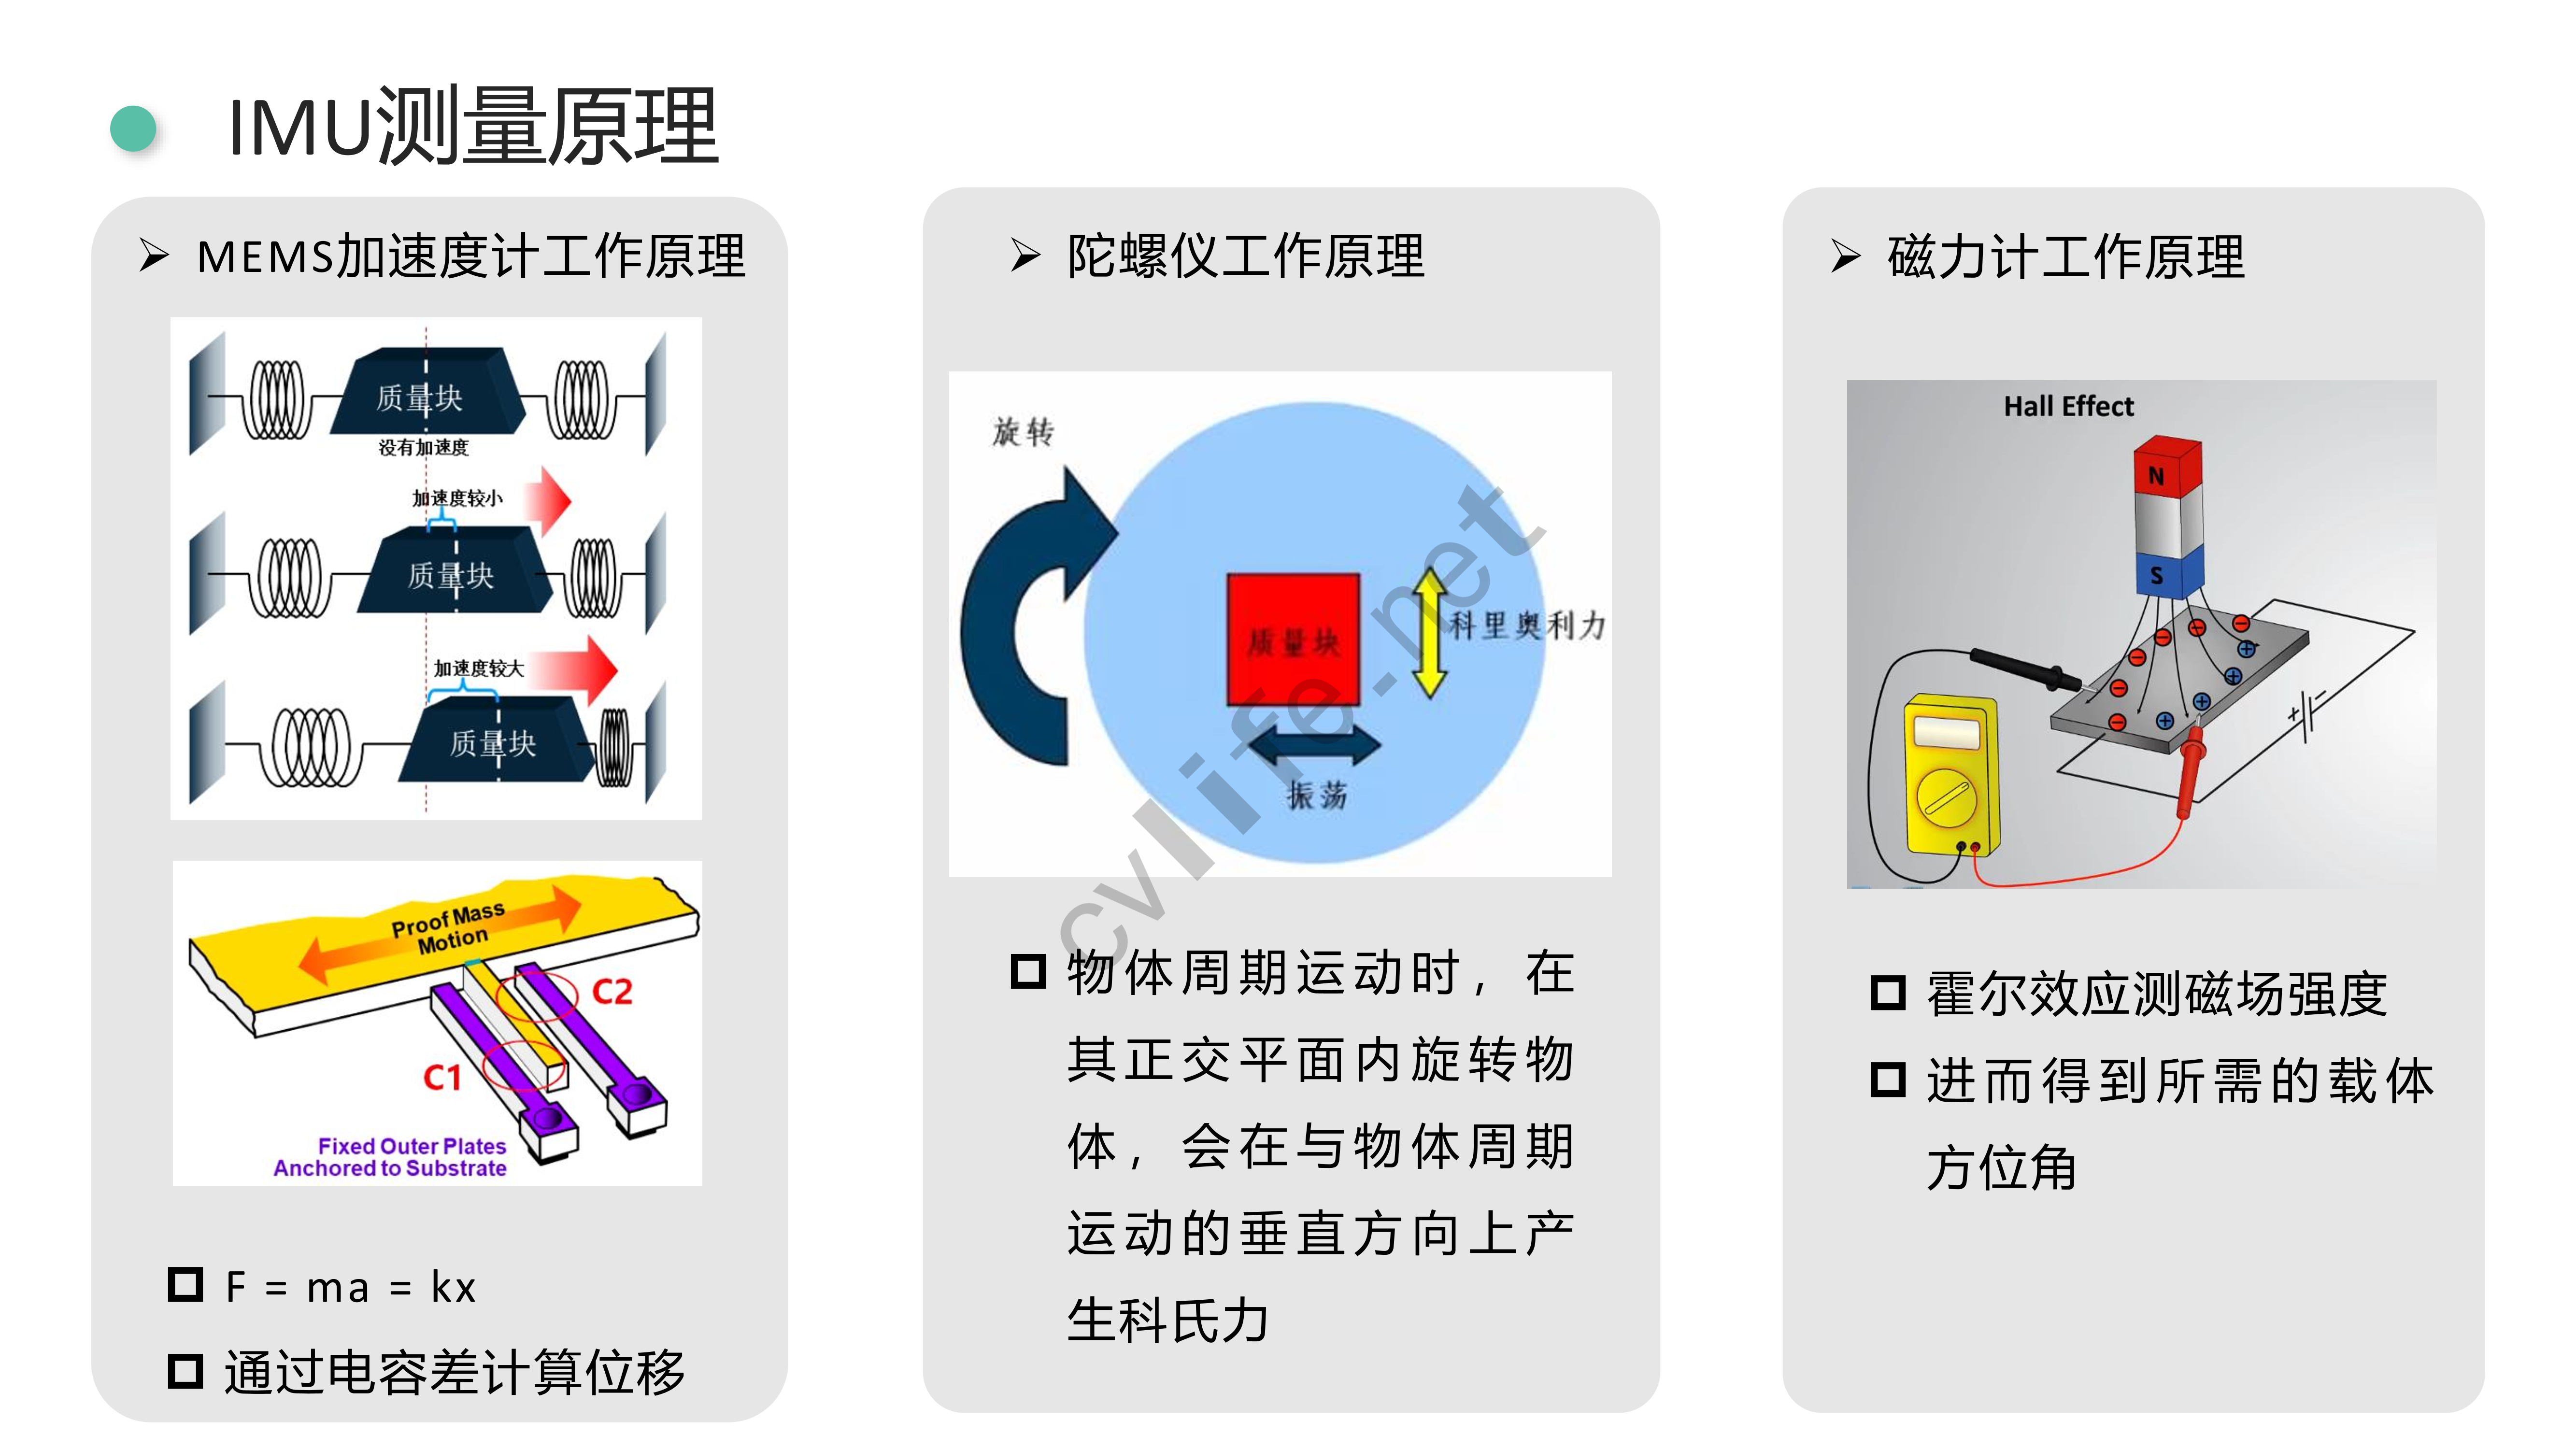 IMU测量原理
MEMS加速度计工作原理
质量块
没有加速度
加速度较小
质量块
加速度较大
质量块
Proof Mass
Motion
C2
C1
Fixed Outer Plates
Anchored to Substrate
F = ma = kx
通过电容差计算位移
陀螺仪工作原理
旋转
质量块
科里奥利力
振荡
cvlife.net
物体周期运动时，在
其正交平面内旋转物
体，会在与物体周期
运动的垂直方向上产
生科氏力
磁力计工作原理
Hall Effect
N
S
霍尔效应测磁场强度
进而得到所需的载体
方位角